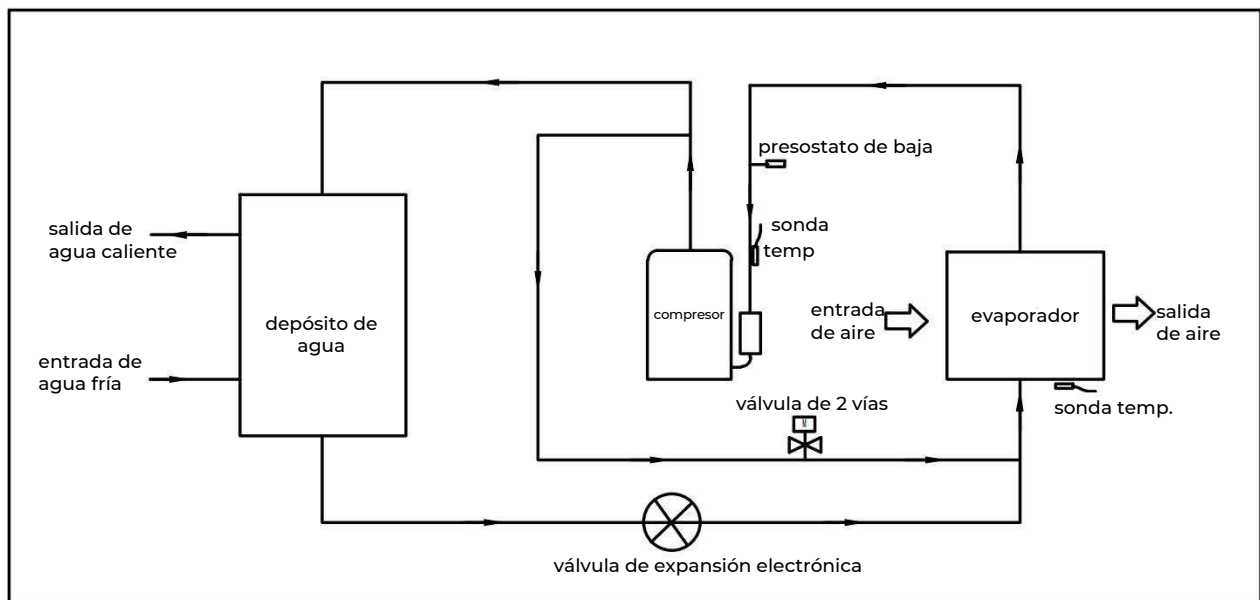 presostato de baja
sonda
temp
salida de
agua caliente
compresor
entrada
de aire
evaporador
salida
de aire
depósito de
agua
entrada de
agua fría
válvula de 2 vías
M
sonda temp.
válvula de expansión electrónica